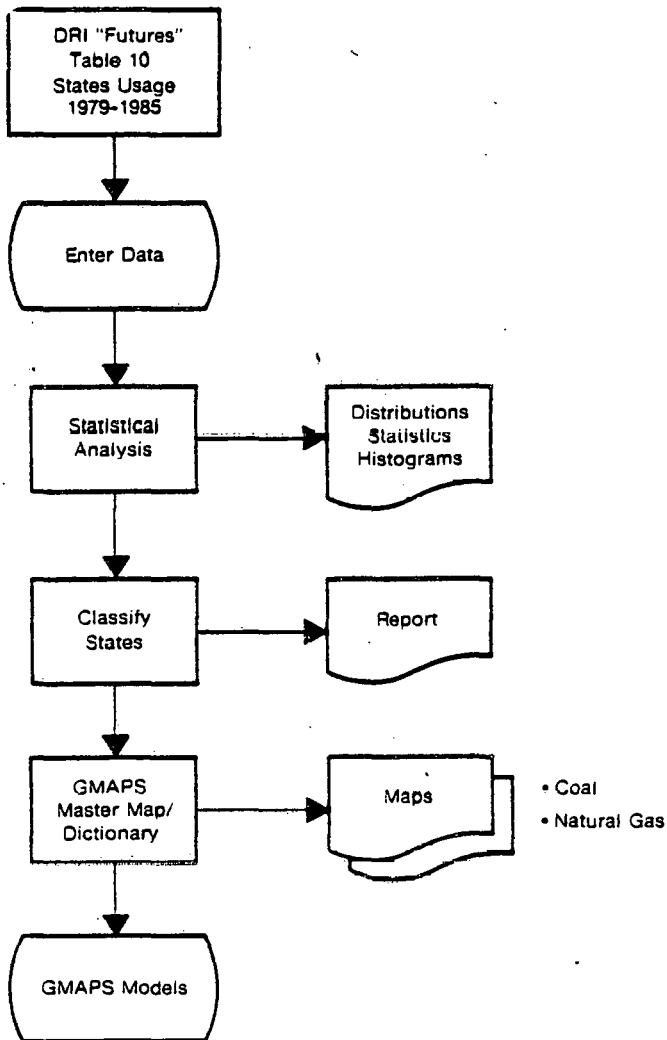 DRI "Futures"
Table 10
States Usage
1979-1985
Enter Data
Statistical
Analysis
Distributions
Statistics
Histograms
Classify
States
Report
GMAPS
Master Map/
Dictionary
Maps
• Coal
• Natural Gas
GMAPS Models